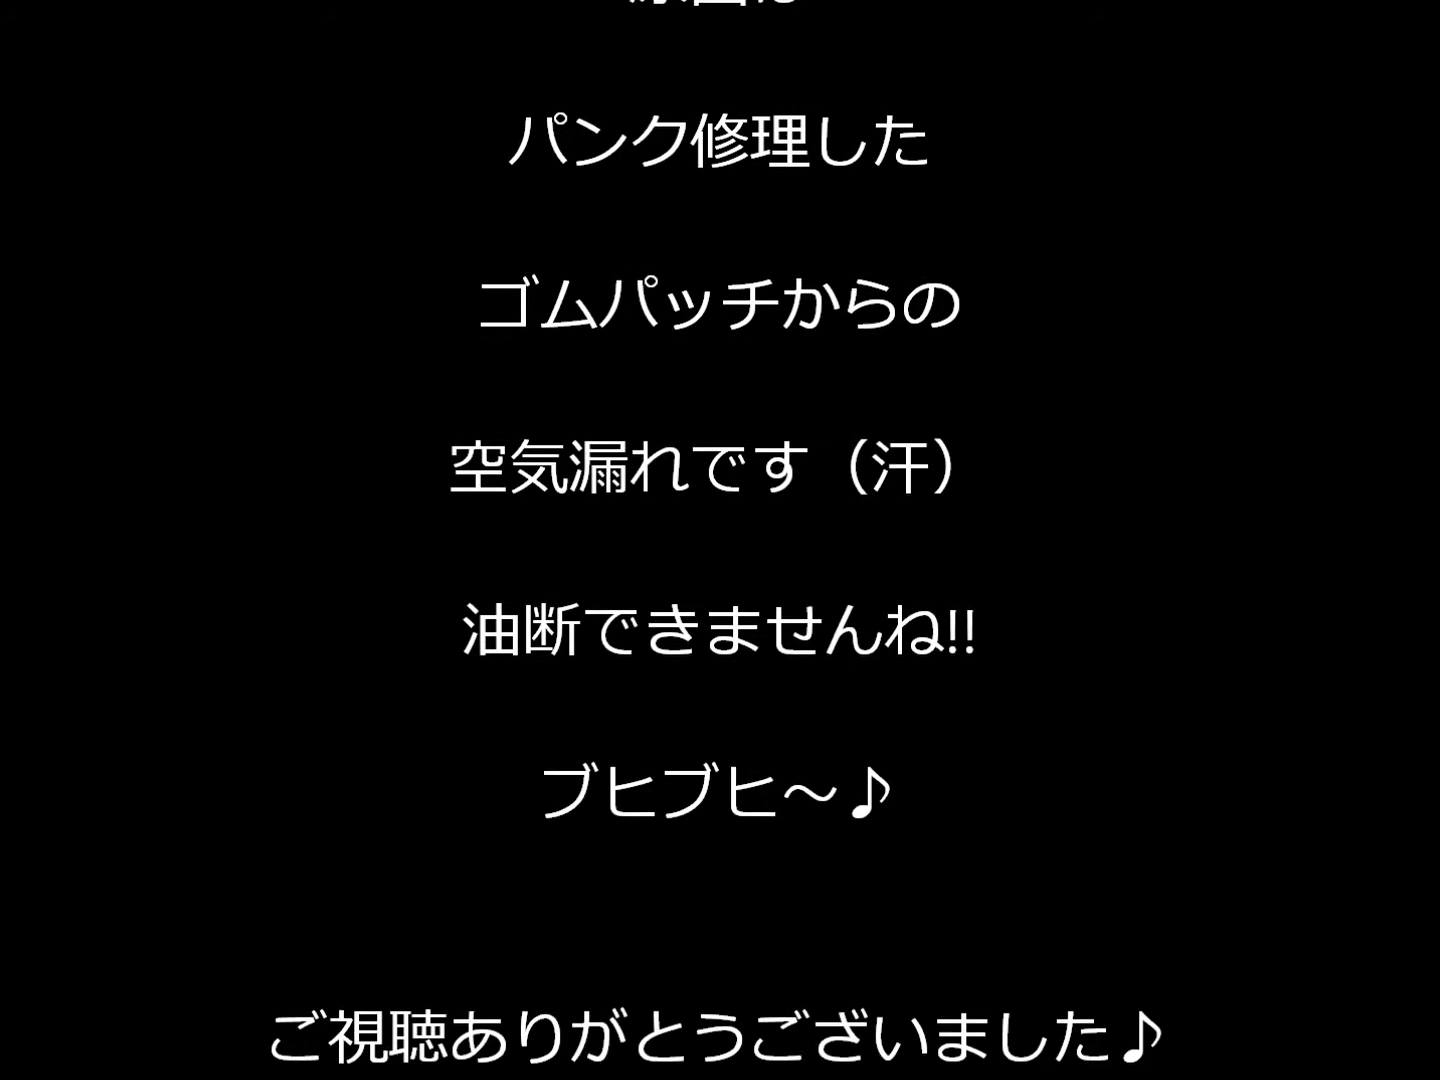 パンク修理した
ゴムパッチからの
空気漏れです（汗）
油断できませんね!!
ブヒブヒ～♪
ご視聴ありがとうございました♪